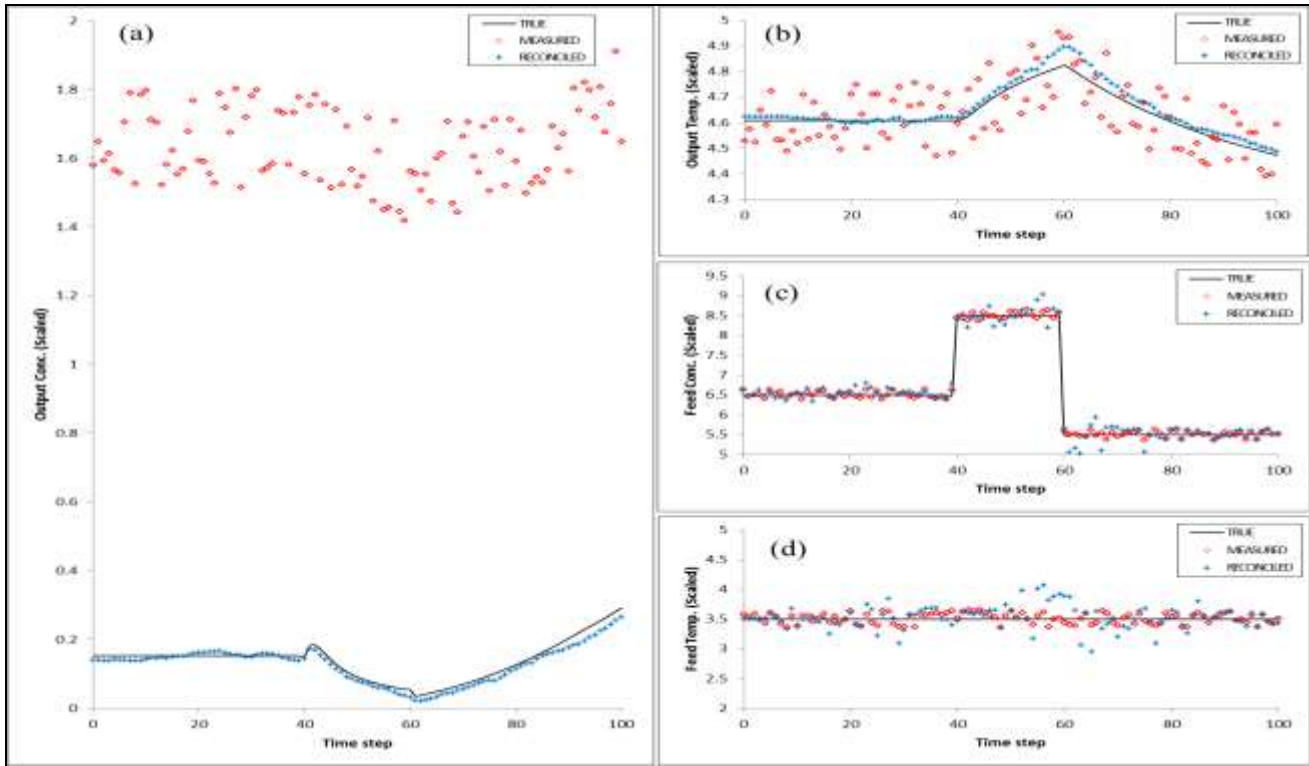 (a)
TRUE
MEASURED
RECONCILED
2
1.8
1.6
1.4
1.2
1
0.8
0.6
0.4
0.2
0
Output Conc. (Scaled)
0 20 40 60 80 100
Time step
(b)
TRUE
MEASURED
RECONCILED
5
4.9
4.8
4.7
4.6
4.5
4.4
4.3
Output Temp. (Scaled)
0 20 40 60 80 100
Time step
(c)
TRUE
MEASURED
RECONCILED
9.5
9
8.5
8
7.5
7
6.5
6
5.5
5
Feed Conc. (Scaled)
0 20 40 60 80 100
Time step
(d)
TRUE
MEASURED
RECONCILED
5
4.5
4
3.5
3
2.5
2
Feed Temp. (Scaled)
0 20 40 60 80 100
Time step